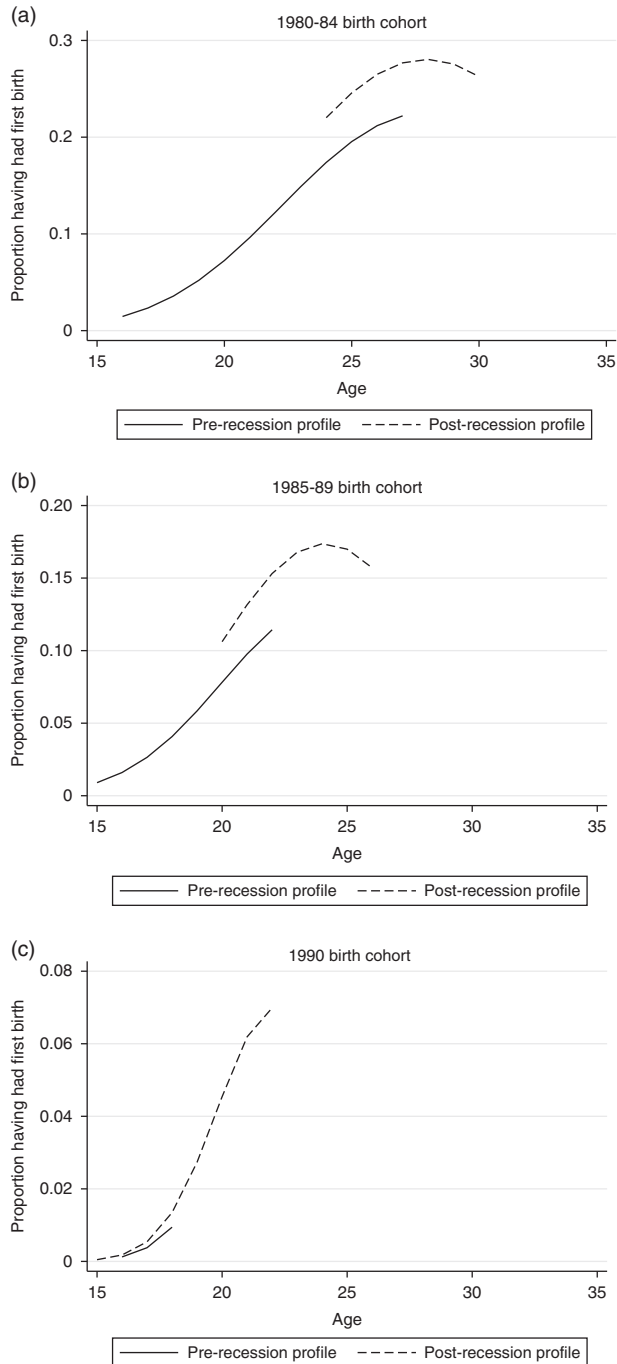 (a)
1980-84 birth cohort
Proportion having had first birth
0.3
0.2
0.1
0
15 20 25 30 35
Age
Pre-recession profile Post-recession profile
(b)
1985-89 birth cohort
Proportion having had first birth
0.20
0.15
0.10
0.05
0
15 20 25 30 35
Age
Pre-recession profile Post-recession profile
(c)
1990 birth cohort
Proportion having had first birth
0.08
0.06
0.04
0.02
0
15 20 25 30 35
Age
Pre-recession profile Post-recession profile